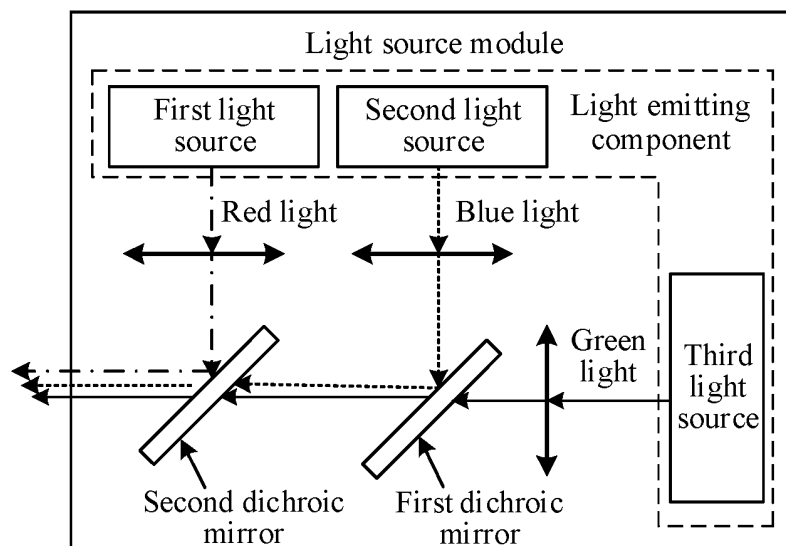 Light source module
First light
source
Second light
source
Light emitting
component
Red light
Blue light
Green
light
Third
light
source
Second dichroic
mirror
First dichroic
mirror